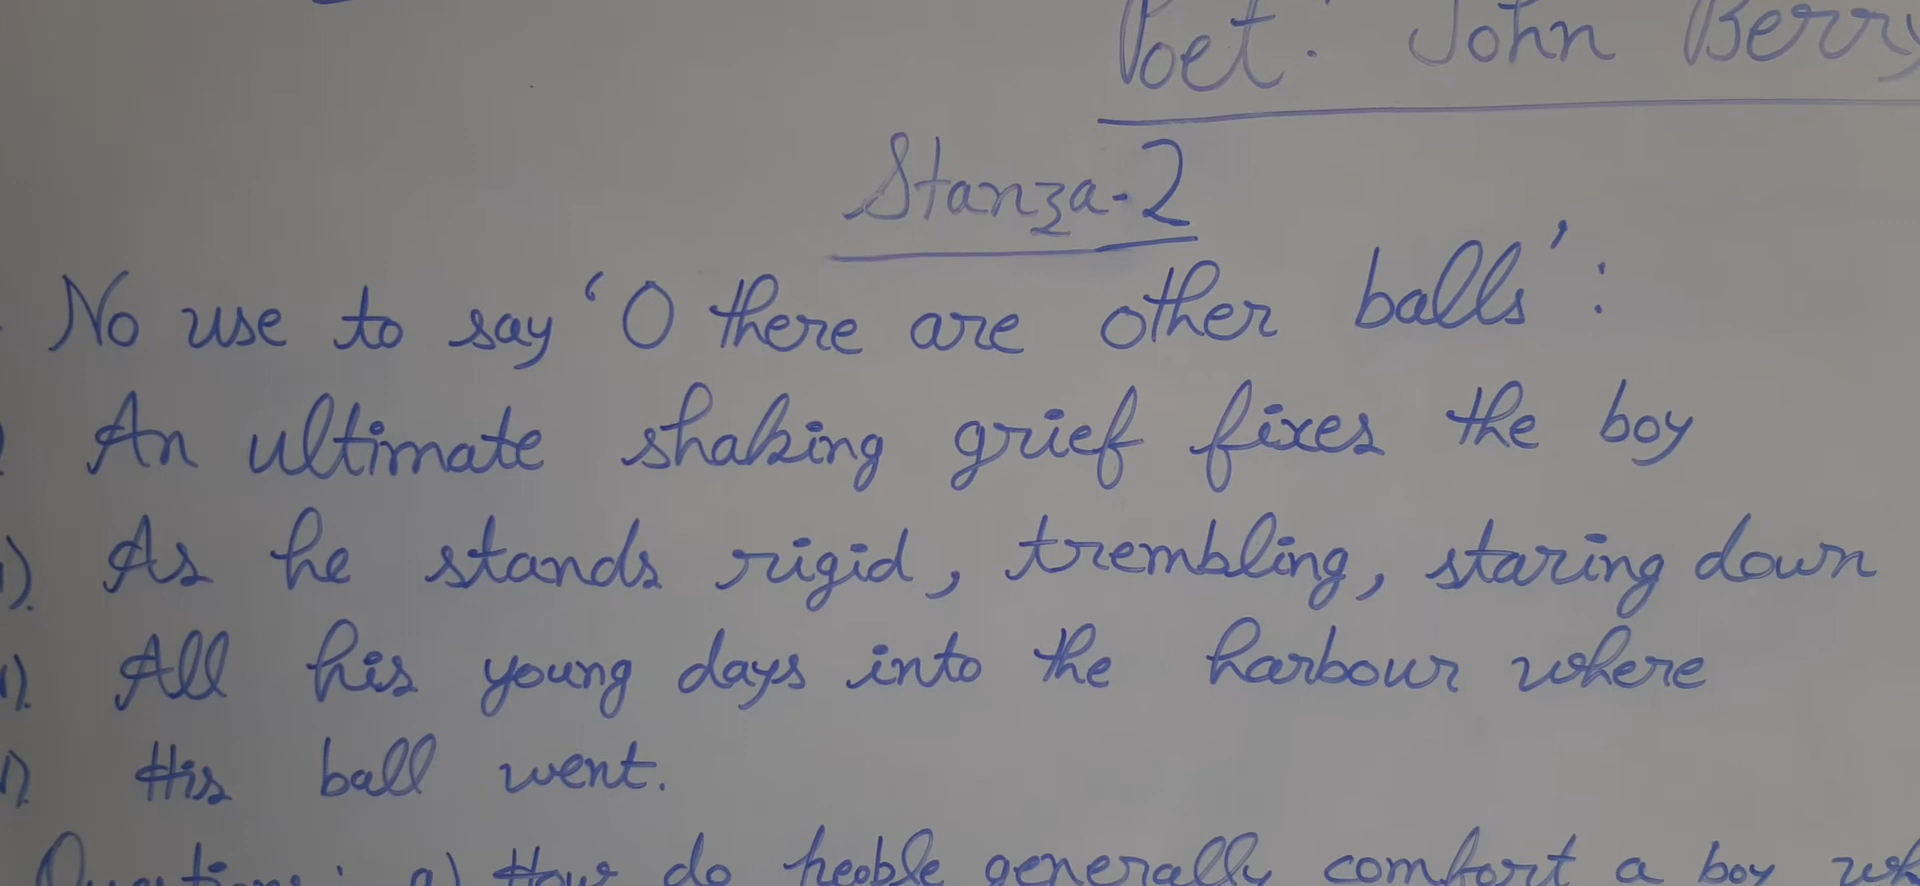 Poet: John Berry
Stanza-2
No use to say 'O there are other balls':
An ultimate shaking grief fixes the boy
As he stands rigid, trembling, staring down
All his young days into the harbour where
His ball went.
a) How do people generally comfort a boy